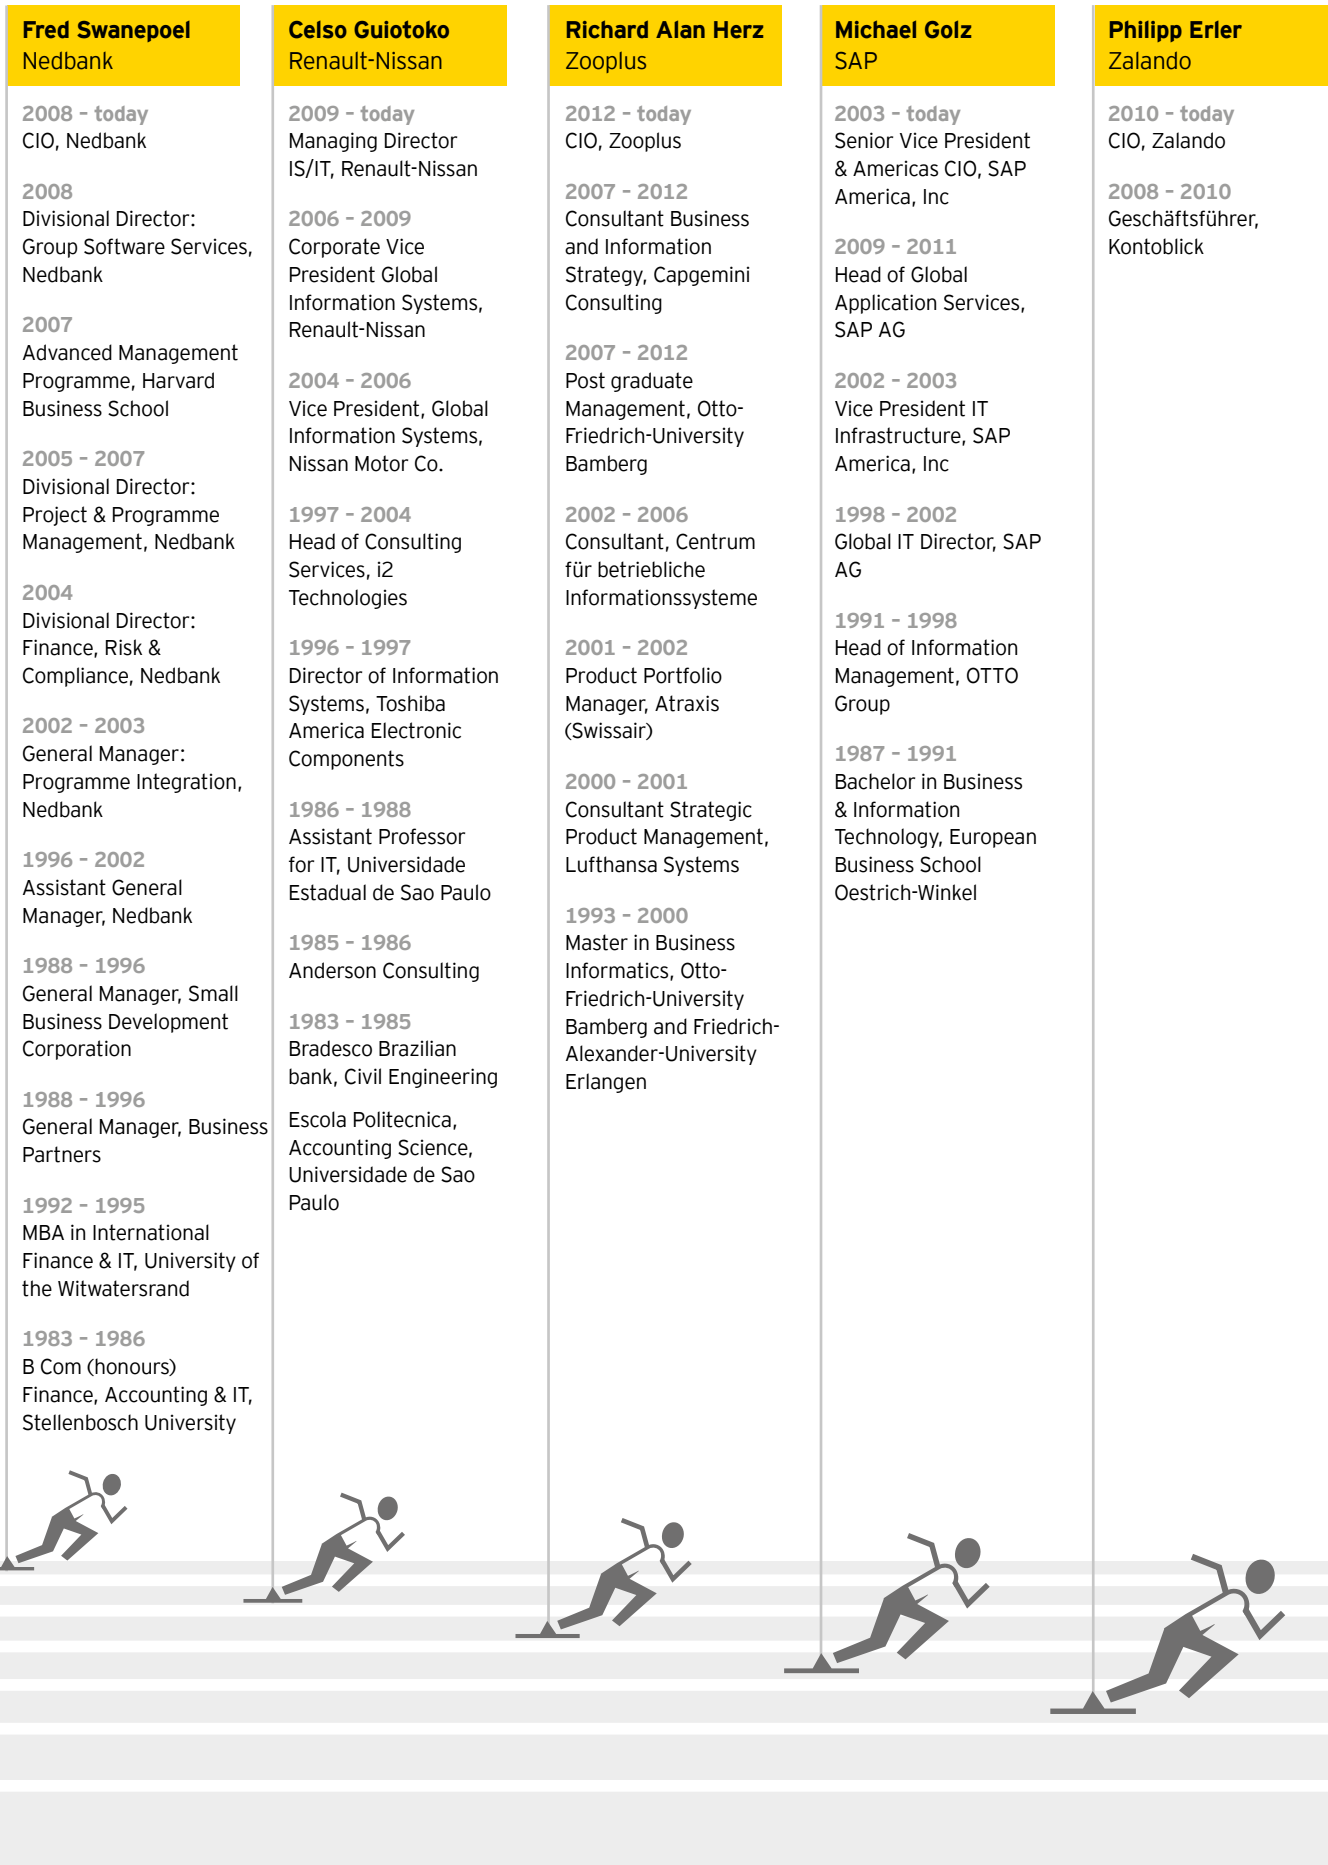 Fred Swanepoel
Nedbank
2008 – today
CIO, Nedbank
2008
Divisional Director:
Group Software Services,
Nedbank
2007
Advanced Management
Programme, Harvard
Business School
2005 – 2007
Divisional Director:
Project & Programme
Management, Nedbank
2004
Divisional Director:
Finance, Risk &
Compliance, Nedbank
2002 – 2003
General Manager:
Programme Integration,
Nedbank
1996 – 2002
Assistant General
Manager, Nedbank
1988 – 1996
General Manager, Small
Business Development
Corporation
1988 – 1996
General Manager, Business
Partners
1992 – 1995
MBA in International
Finance & IT, University of
the Witwatersrand
1983 – 1986
B Com (honours)
Finance, Accounting & IT,
Stellenbosch University
Celso Guiotoko
Renault-Nissan
2009 – today
Managing Director
IS/IT, Renault-Nissan
2006 – 2009
Corporate Vice
President Global
Information Systems,
Renault-Nissan
2004 – 2006
Vice President, Global
Information Systems,
Nissan Motor Co.
1997 – 2004
Head of Consulting
Services, i2
Technologies
1996 – 1997
Director of Information
Systems, Toshiba
America Electronic
Components
1986 – 1988
Assistant Professor
for IT, Universidade
Estadual de Sao Paulo
1985 – 1986
Anderson Consulting
1983 – 1985
Bradesco Brazilian
bank, Civil Engineering
Escola Politecnica,
Accounting Science,
Universidade de Sao
Paulo
Richard Alan Herz
Zooplus
2012 – today
CIO, Zooplus
2007 – 2012
Consultant Business
and Information
Strategy, Capgemini
Consulting
2007 – 2012
Post graduate
Management, Otto-
Friedrich-University
Bamberg
2002 – 2006
Consultant, Centrum
für betriebliche
Informationssysteme
2001 – 2002
Product Portfolio
Manager, Atraxis
(Swissair)
2000 – 2001
Consultant Strategic
Product Management,
Lufthansa Systems
1993 – 2000
Master in Business
Informatics, Otto-
Friedrich-University
Bamberg and Friedrich-
Alexander-University
Erlangen
Michael Golz
SAP
2003 – today
Senior Vice President
& Americas CIO, SAP
America, Inc
2009 – 2011
Head of Global
Application Services,
SAP AG
2002 – 2003
Vice President IT
Infrastructure, SAP
America, Inc
1998 – 2002
Global IT Director, SAP
AG
1991 – 1998
Head of Information
Management, OTTO
Group
1987 – 1991
Bachelor in Business
& Information
Technology, European
Business School
Oestrich-Winkel
Philipp Erler
Zalando
2010 – today
CIO, Zalando
2008 – 2010
Geschäftsführer,
Kontoblick